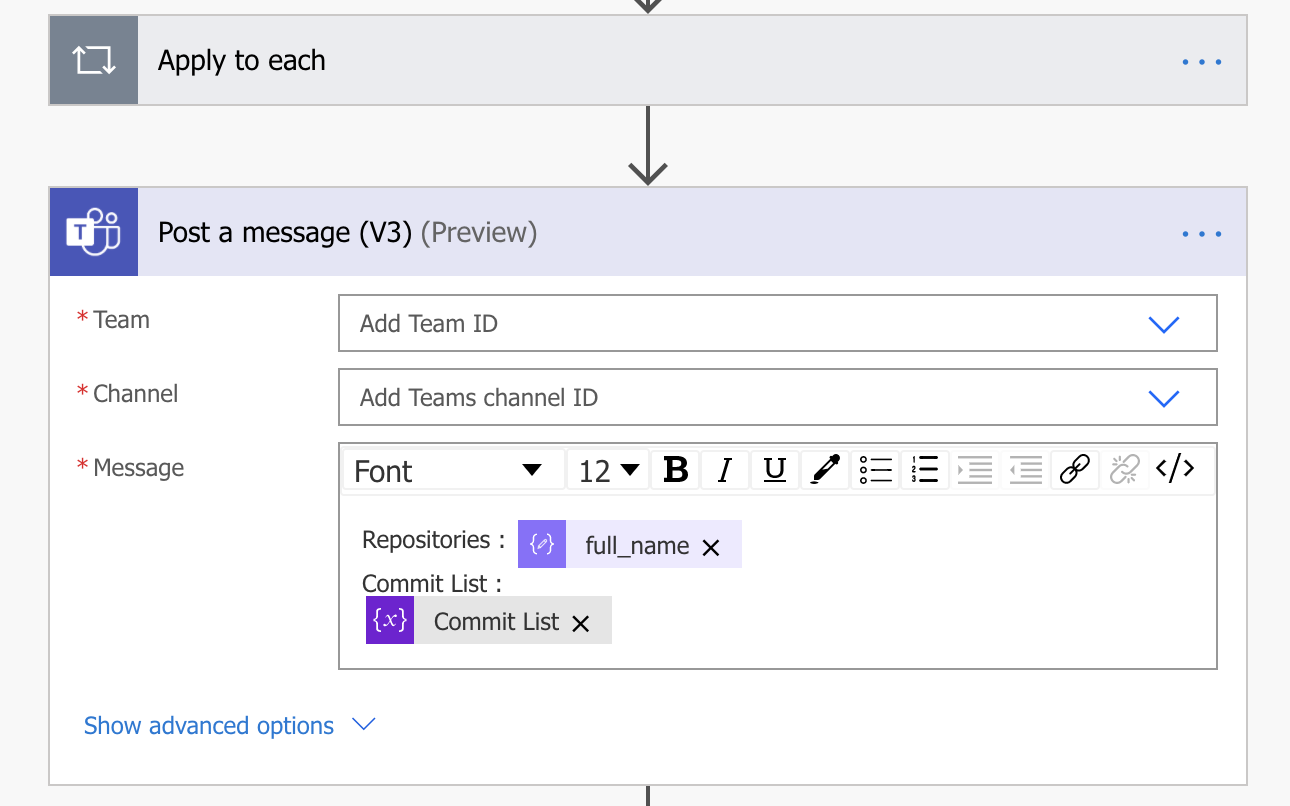 Apply to each
Post a message (V3) (Preview)
* Team
Add Team ID
* Channel
Add Teams channel ID
* Message
Font 12 B I U </>
Repositories : {} full_name ×
Commit List :
{x} Commit List ×
Show advanced options